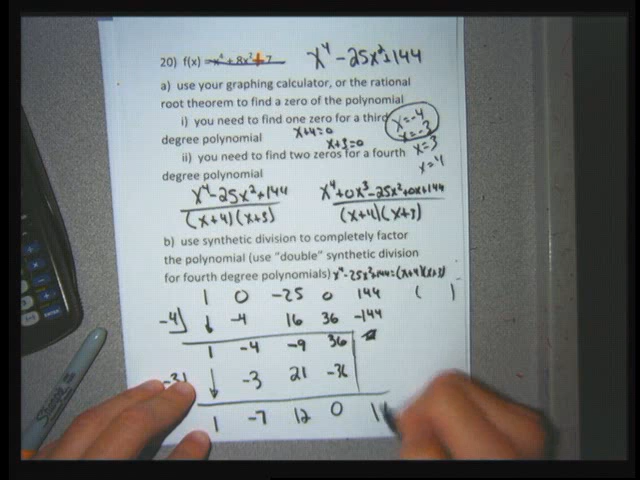 20) f(x) = x⁴ + 8x² + 7 x⁴ - 25x² + 144
a) use your graphing calculator, or the rational
root theorem to find a zero of the polynomial
i) you need to find one zero for a third
degree polynomial x+4=0 x=-4
x+3=0 x=-3
ii) you need to find two zeros for a fourth x=3
degree polynomial x=4
x⁴-25x²+144 x⁴+0x³-25x²+0x+144
(x+4)(x+3) (x+4)(x+3)
b) use synthetic division to completely factor
the polynomial (use "double" synthetic division
for fourth degree polynomials) x⁴-25x²+144=(x+4)(x+3)
1 0 -25 0 144 ( )
-4 ↓ -4 16 36 -144
1 -4 -9 36
-3 ↓ -3 21 -36
1 -7 12 0